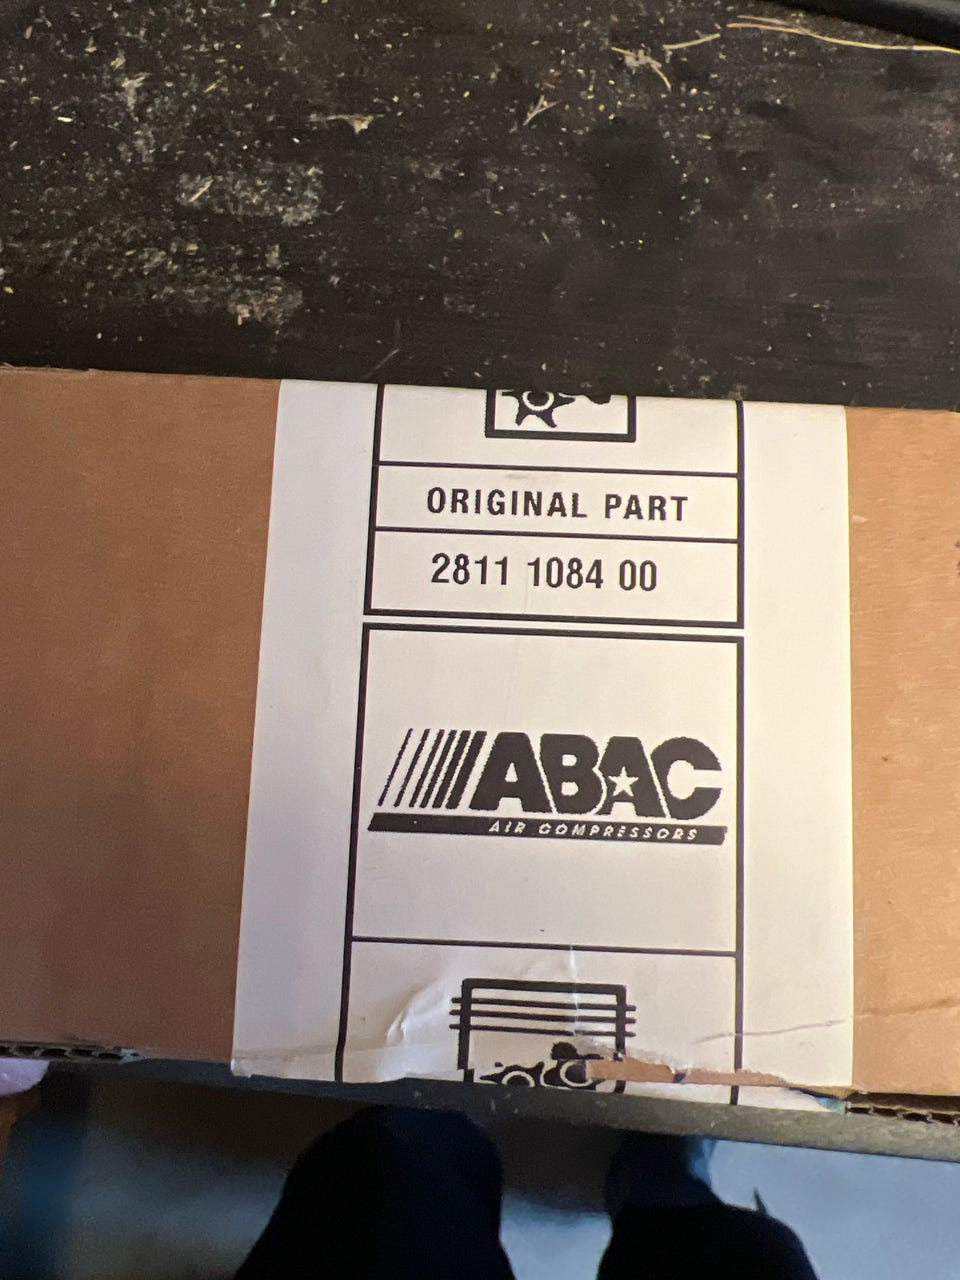 ORIGINAL PART
2811 1084 00
ABAC
AIR COMPRESSORS